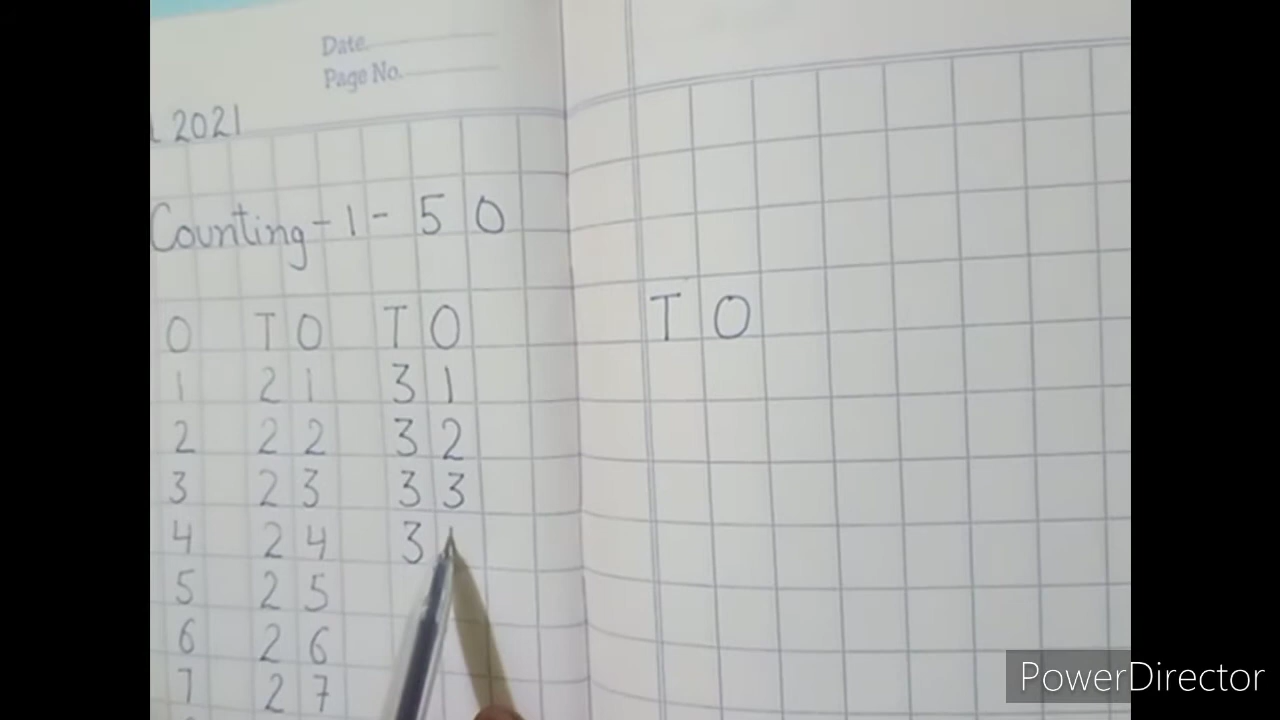 Date
Page No.
2021
Counting - 1 - 50
O T O T O T O
1 2 1 3 1
2 2 2 3 2
3 2 3 3 3
4 2 4 3
5 2 5
6 2 6
7 2 7
PowerDirector